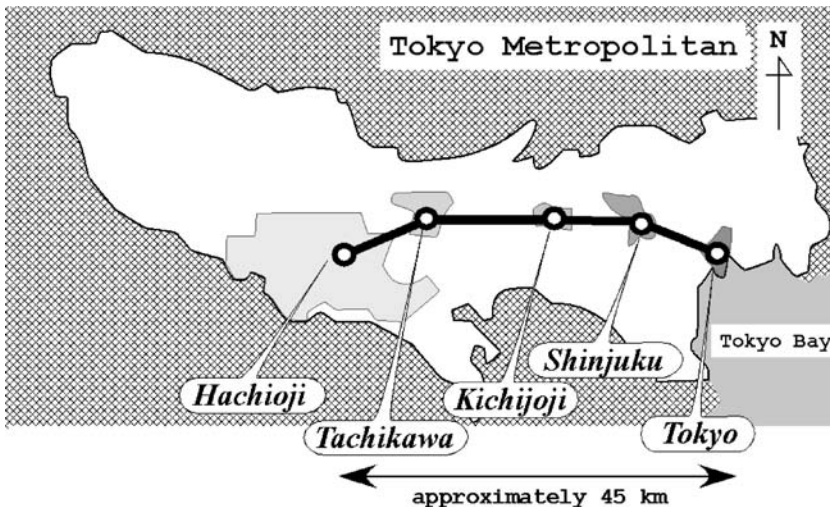 Tokyo Metropolitan
N
Tokyo Bay
Shinjuku
Hachioji
Kichijoji
Tachikawa
Tokyo
approximately 45 km